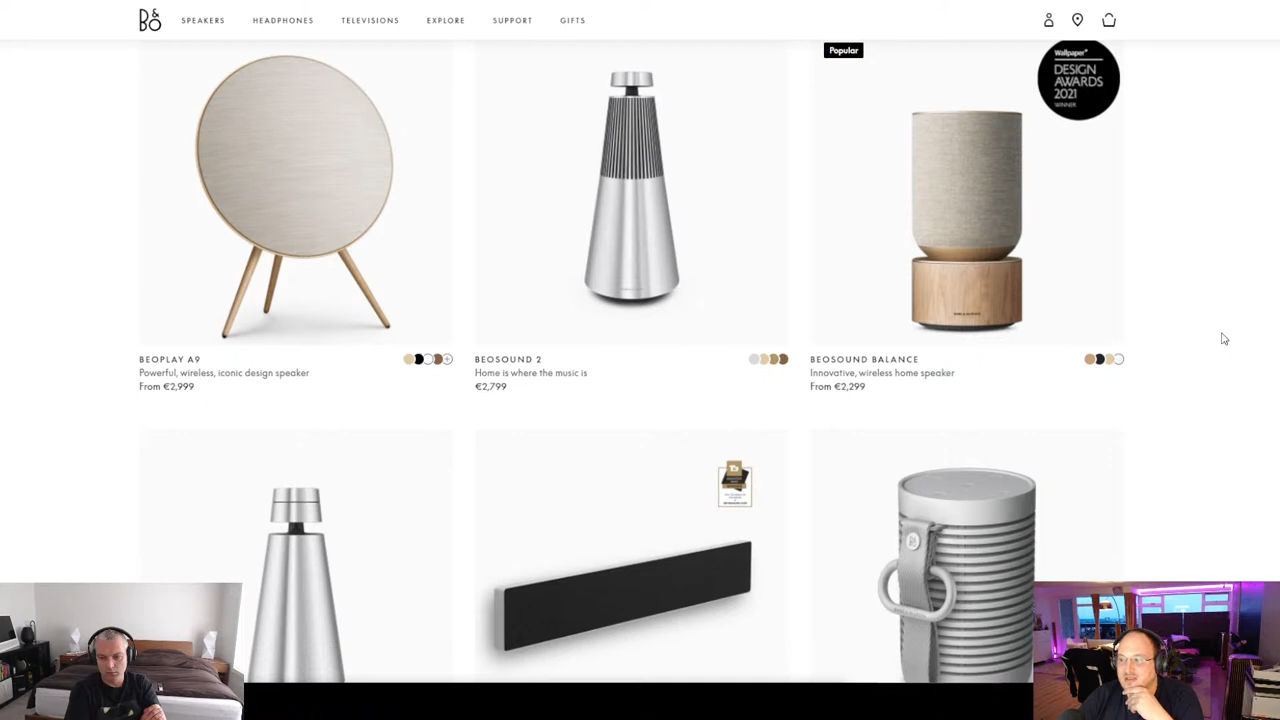 B&O
SPEAKERS
HEADPHONES
TELEVISIONS
EXPLORE
SUPPORT
GIFTS
Popular
Wallpaper*
DESIGN
AWARDS
2021
WINNER
BEOPLAY A9
Powerful, wireless, iconic design speaker
From €2,999
BEOSOUND 2
Home is where the music is
€2,799
BEOSOUND BALANCE
Innovative, wireless home speaker
From €2,299